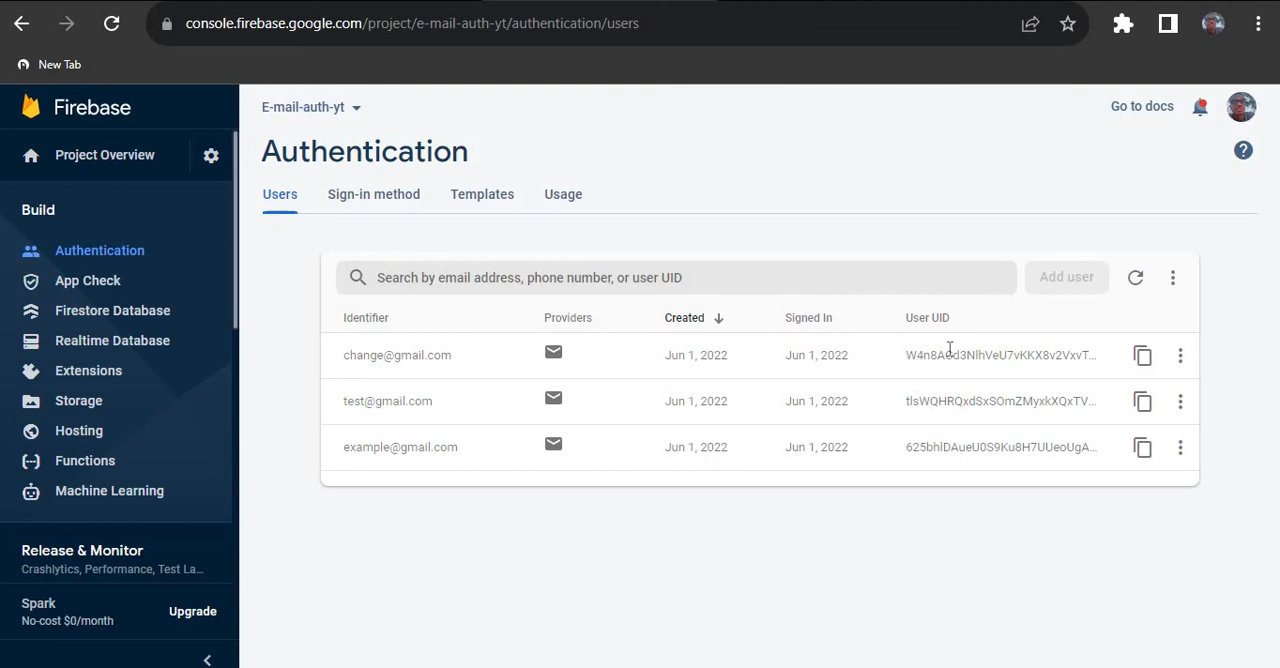 console.firebase.google.com/project/e-mail-auth-yt/authentication/users
New Tab
Firebase
E-mail-auth-yt
Go to docs
Project Overview
Authentication
Users Sign-in method Templates Usage
Build
Authentication
App Check
Firestore Database
Realtime Database
Extensions
Storage
Hosting
Functions
Machine Learning
Release & Monitor
Crashlytics, Performance, Test La...
Spark
No-cost $0/month
Upgrade
Search by email address, phone number, or user UID
Add user
Identifier Providers Created Signed In User UID
change@gmail.com Jun 1, 2022 Jun 1, 2022
test@gmail.com Jun 1, 2022 Jun 1, 2022 tlsWQHRQxdSxSOmZMyxkXQxTV...
example@gmail.com Jun 1, 2022 Jun 1, 2022 625bhlDAueU0S9Ku8H7UUeoUgA...